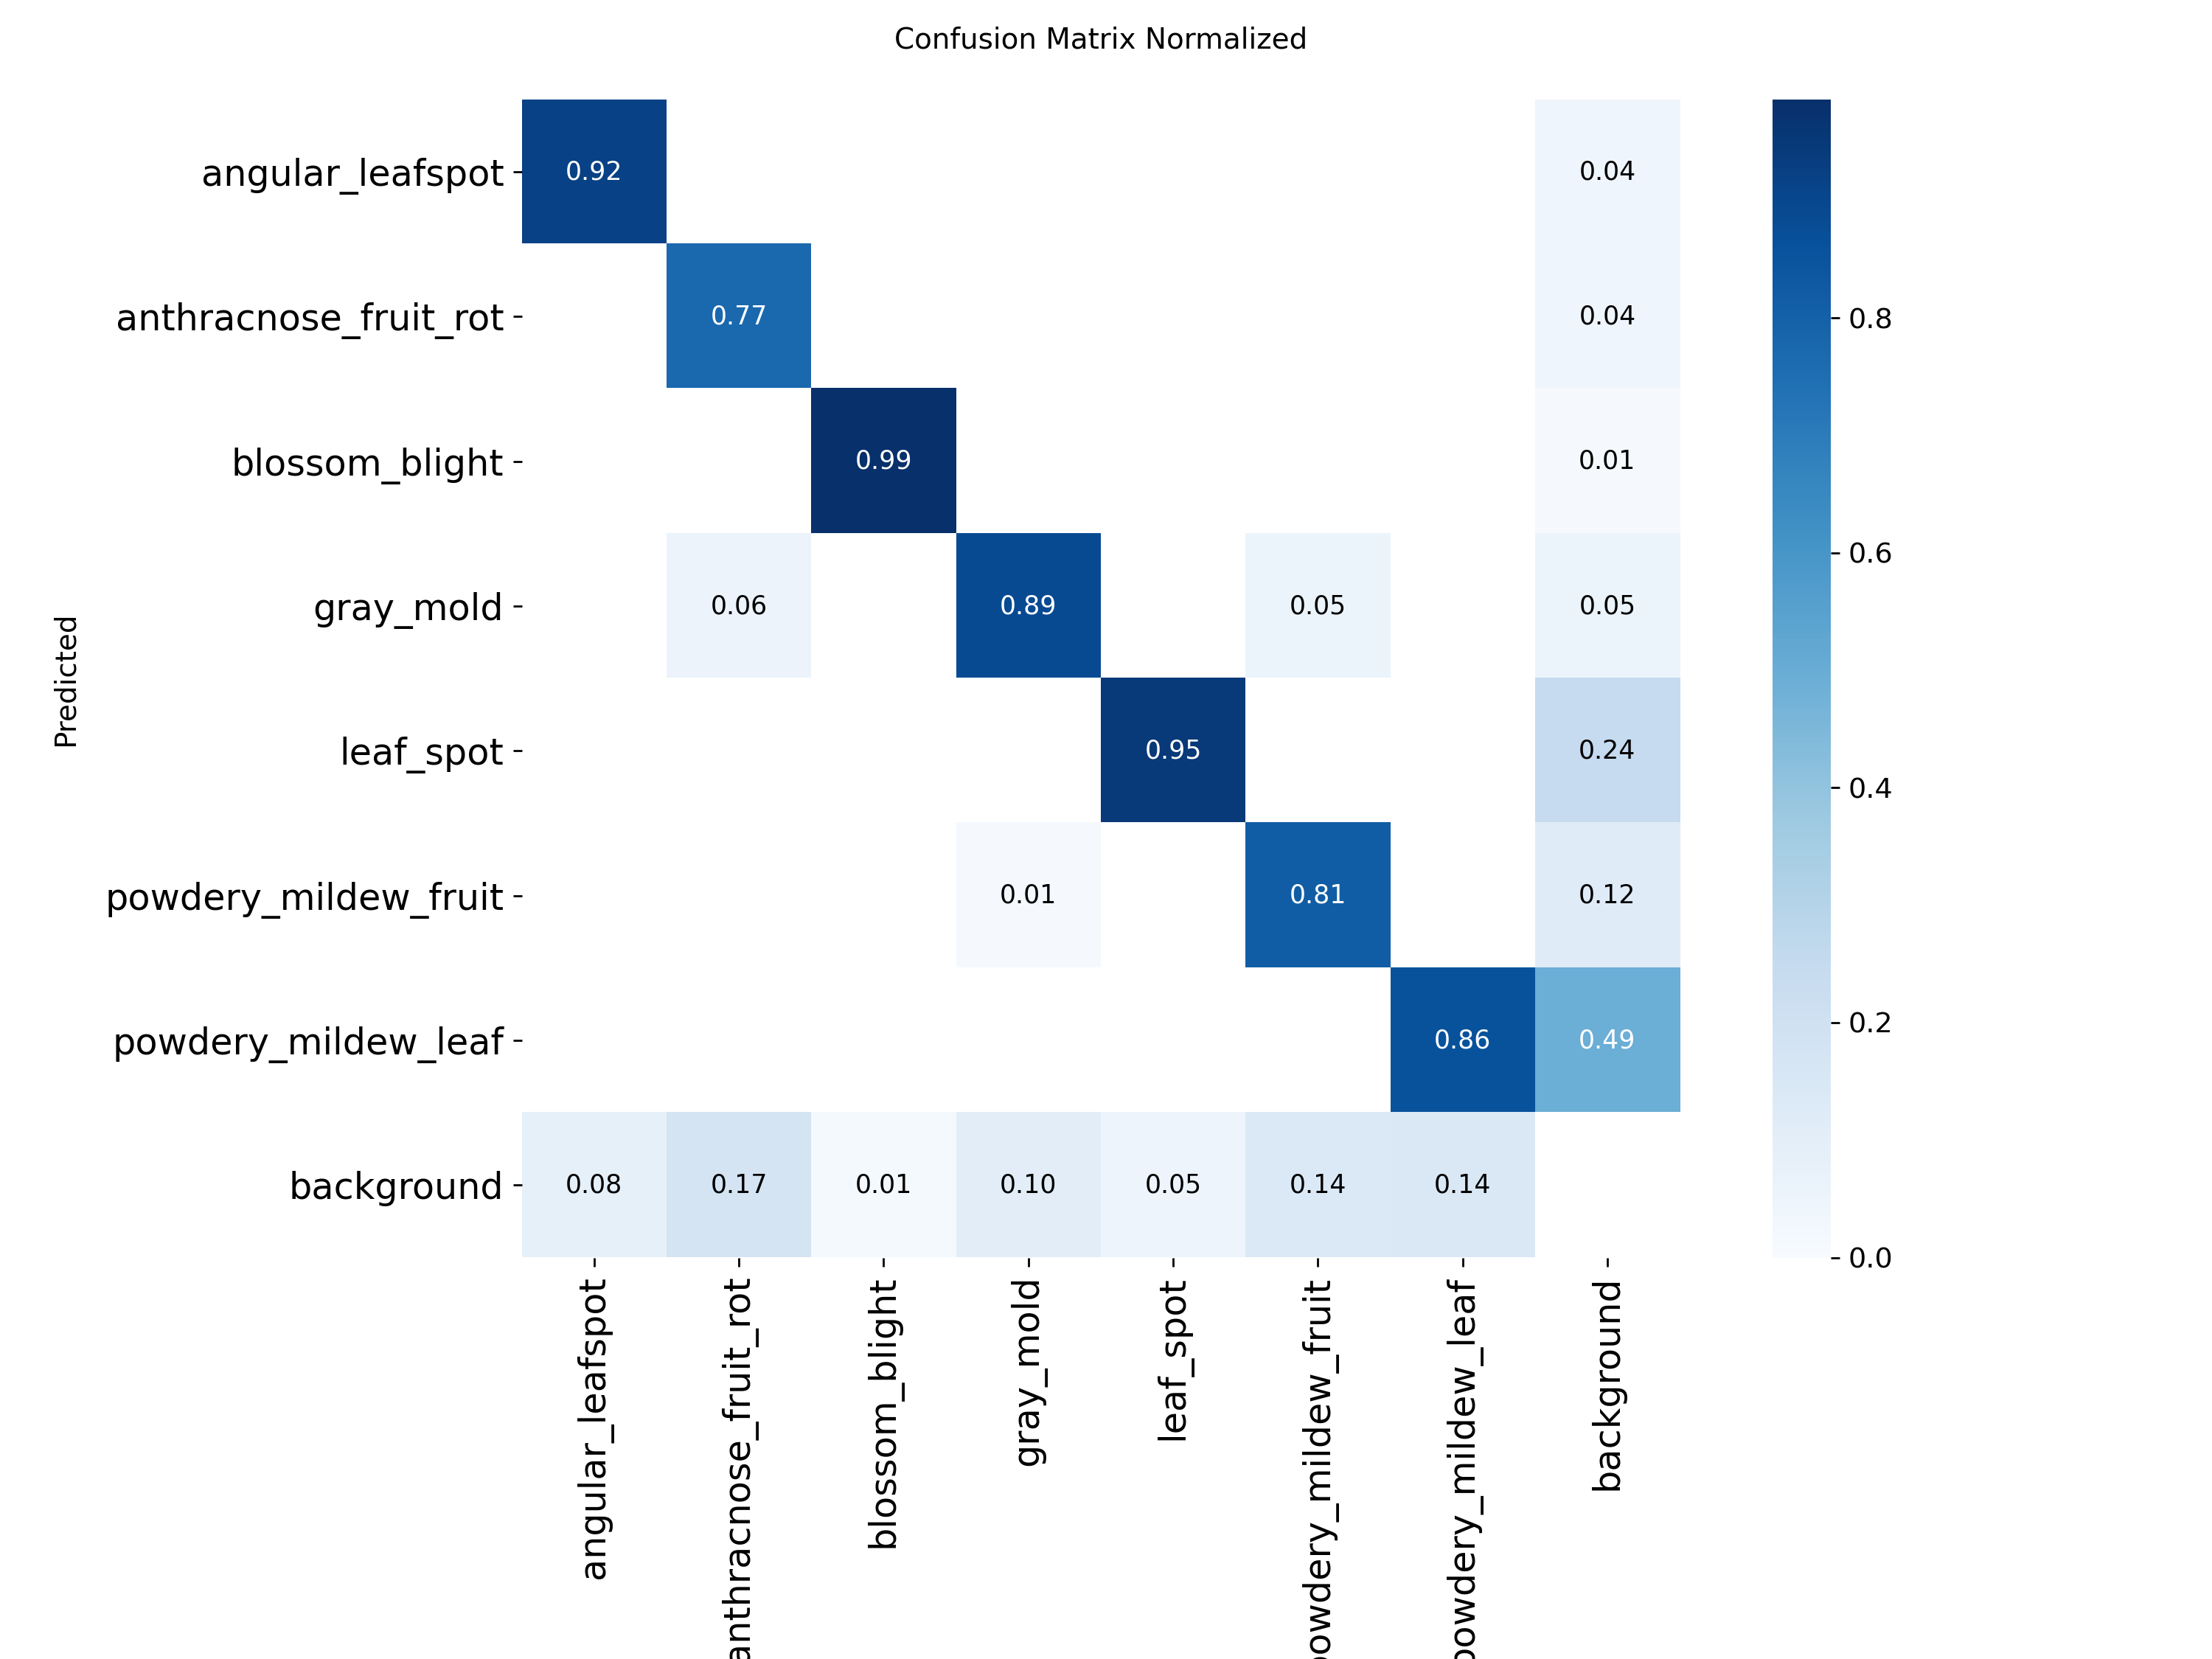 Confusion Matrix Normalized
angular_leafspot
0.92
0.04
anthracnose_fruit_rot
0.77
0.04
0.8
blossom_blight
0.99
0.01
0.6
gray_mold
0.06
0.89
0.05
0.05
Predicted
leaf_spot
0.95
0.24
0.4
powdery_mildew_fruit
0.01
0.81
0.12
powdery_mildew_leaf
0.86
0.49
0.2
background
0.08
0.17
0.01
0.10
0.05
0.14
0.14
0.0
angular_leafspot
anthracnose_fruit_rot
blossom_blight
gray_mold
leaf_spot
powdery_mildew_fruit
powdery_mildew_leaf
background